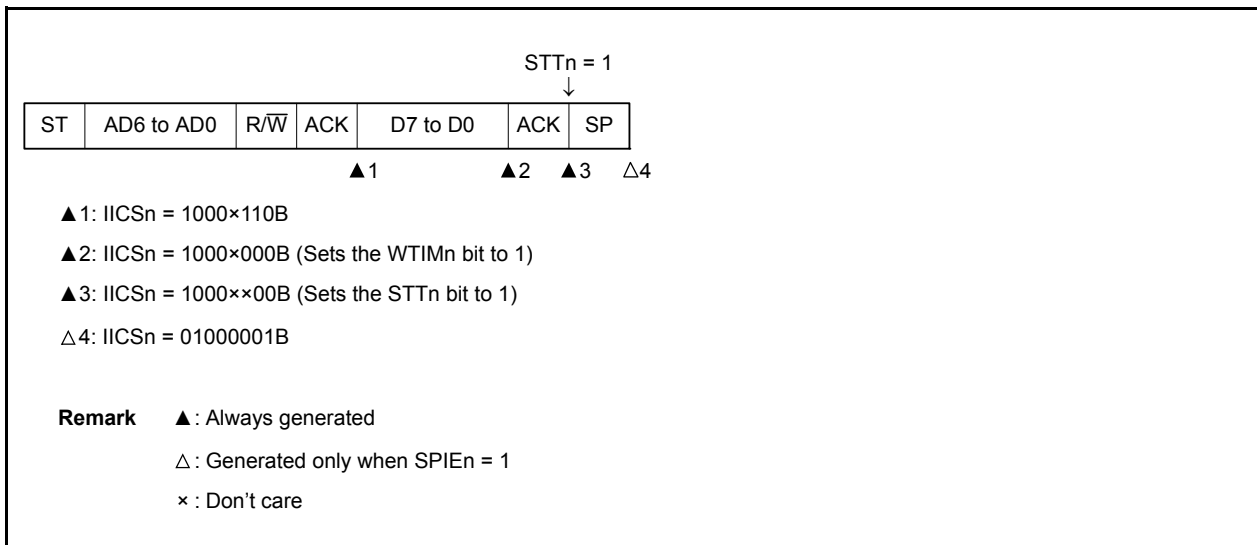 STTn = 1
↓
ST AD6 to AD0 R/W̅ ACK D7 to D0 ACK SP
▲1 ▲2 ▲3 △4
▲1: IICSn = 1000×110B
▲2: IICSn = 1000×000B (Sets the WTIMn bit to 1)
▲3: IICSn = 1000××00B (Sets the STTn bit to 1)
△4: IICSn = 01000001B
Remark ▲: Always generated
△: Generated only when SPIEn = 1
×: Don't care